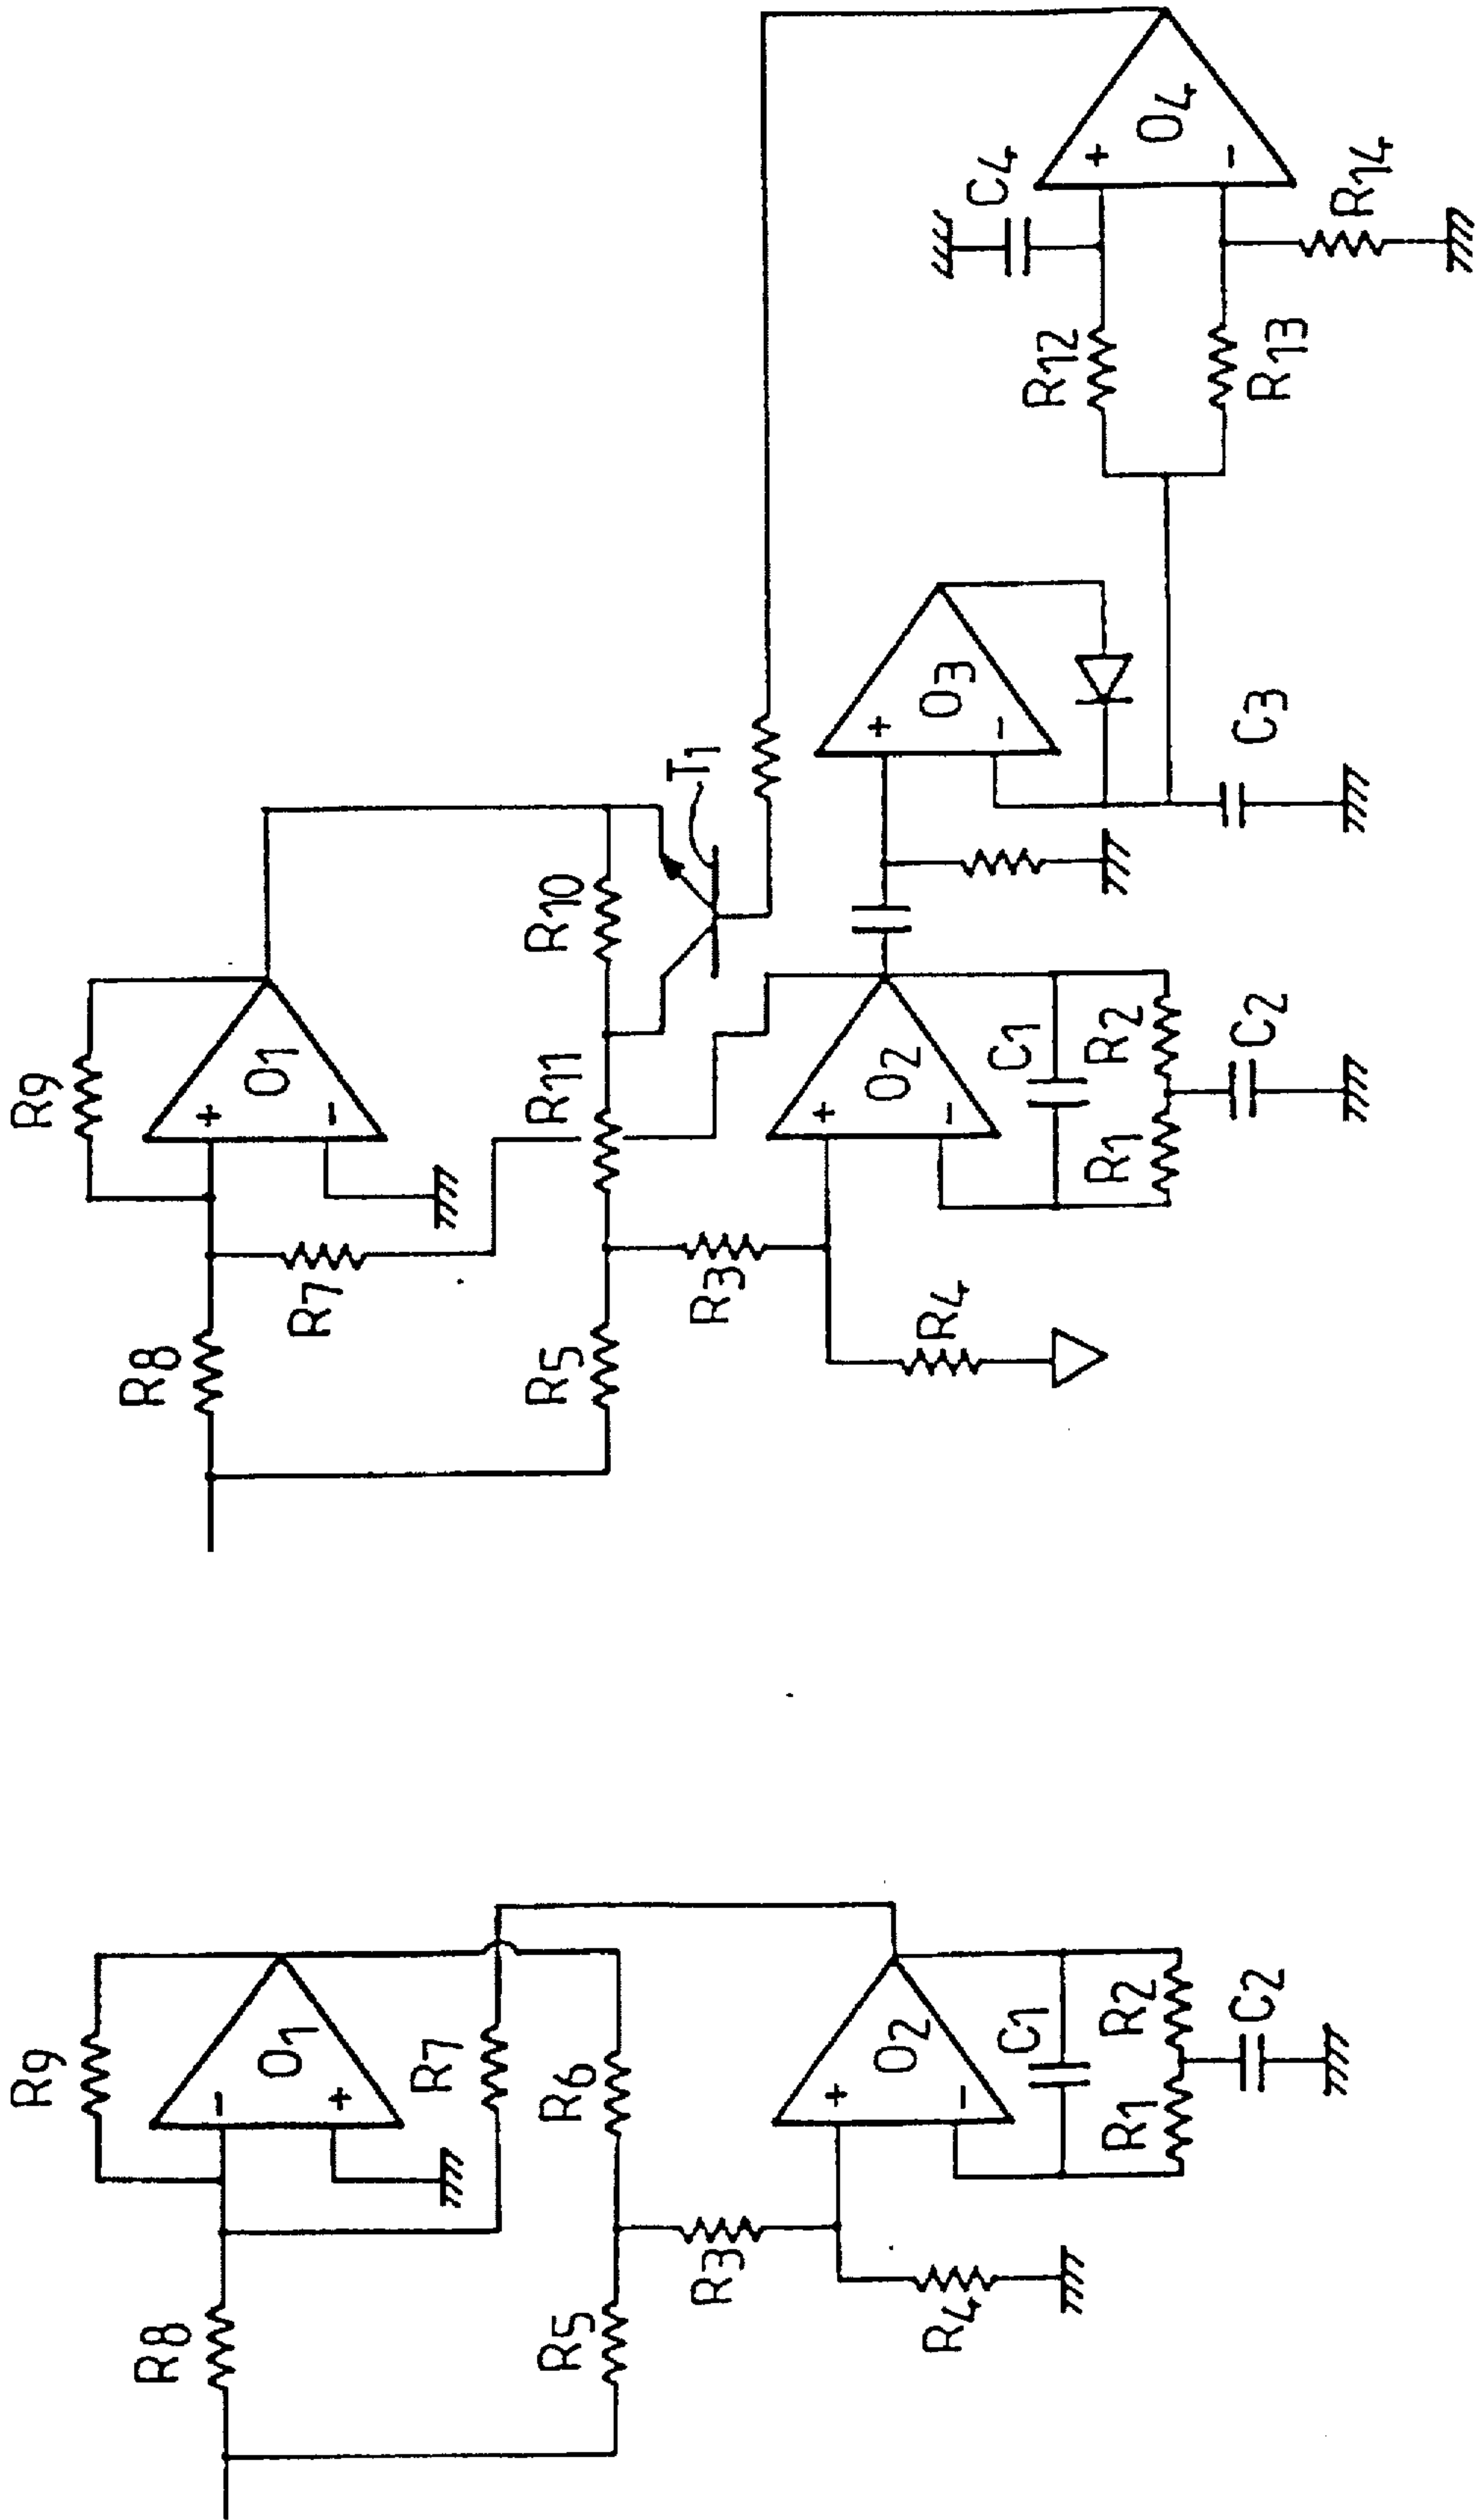 R9
O1
- +
R8
R7
R6
R5
R3
R4
O2
+ -
C1
R1 R2
C2
R9
O1
+ -
R8
R7
R10
R11
R5
T1
R3
R4
O2
+ -
C1
R1 R2
C2
O3
+ -
C3
R12
R13
C4
O4
+ -
R14